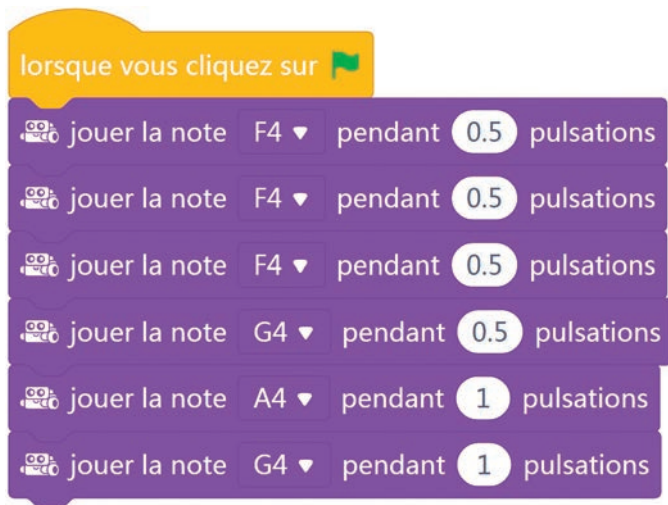 lorsque vous cliquez sur
jouer la note F4 pendant 0.5 pulsations
jouer la note F4 pendant 0.5 pulsations
jouer la note F4 pendant 0.5 pulsations
jouer la note G4 pendant 0.5 pulsations
jouer la note A4 pendant 1 pulsations
jouer la note G4 pendant 1 pulsations